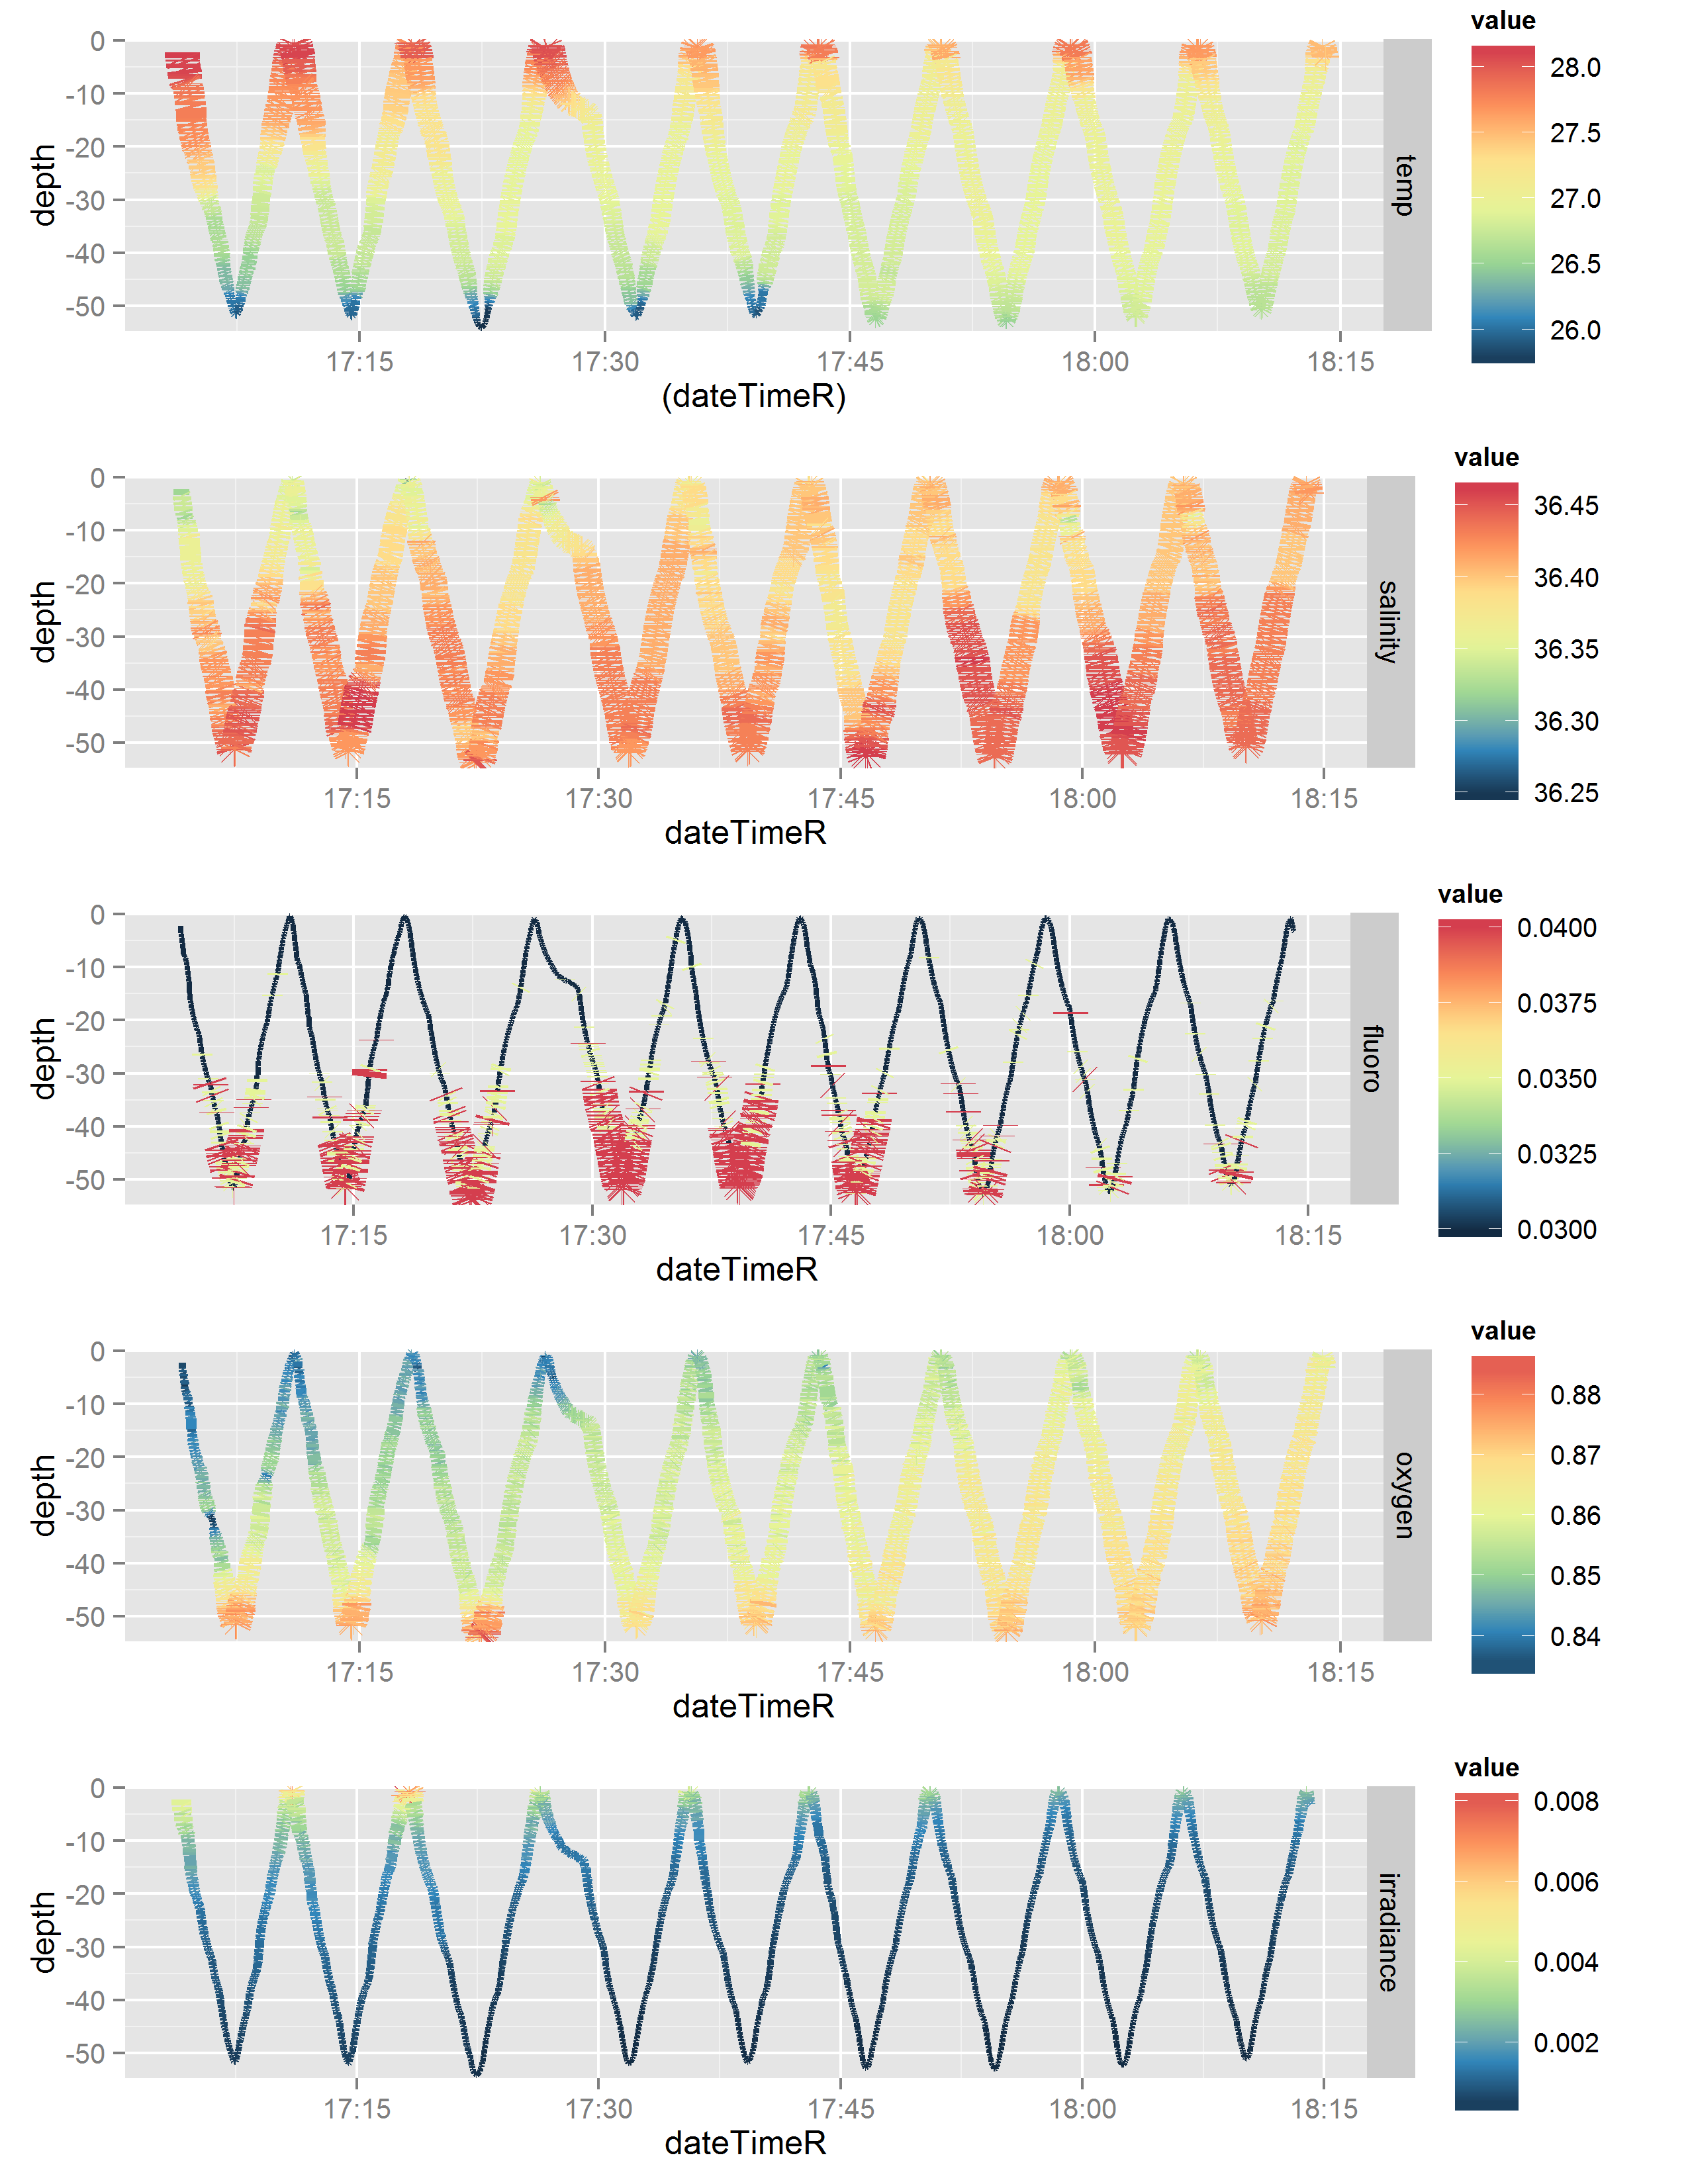 value
0
-10
-20
-30
-40
-50
depth
temp
28.0
27.5
27.0
26.5
26.0
17:15 17:30 17:45 18:00 18:15
(dateTimeR)
value
0
-10
-20
-30
-40
-50
depth
salinity
36.45
36.40
36.35
36.30
36.25
17:15 17:30 17:45 18:00 18:15
dateTimeR
value
0
-10
-20
-30
-40
-50
depth
fluoro
0.0400
0.0375
0.0350
0.0325
0.0300
17:15 17:30 17:45 18:00 18:15
dateTimeR
value
0
-10
-20
-30
-40
-50
depth
oxygen
0.88
0.87
0.86
0.85
0.84
17:15 17:30 17:45 18:00 18:15
dateTimeR
value
0
-10
-20
-30
-40
-50
depth
irradiance
0.008
0.006
0.004
0.002
17:15 17:30 17:45 18:00 18:15
dateTimeR